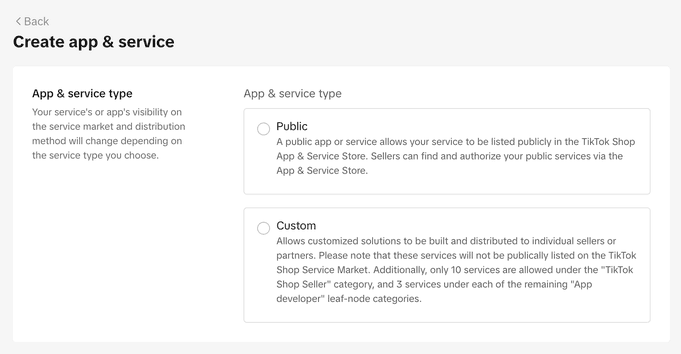 Back
Create app & service
App & service type
Your service's or app's visibility on
the service market and distribution
method will change depending on
the service type you choose.
App & service type
Public
A public app or service allows your service to be listed publicly in the TikTok Shop
App & Service Store. Sellers can find and authorize your public services via the
App & Service Store.
Custom
Allows customized solutions to be built and distributed to individual sellers or
partners. Please note that these services will not be publically listed on the TikTok
Shop Service Market. Additionally, only 10 services are allowed under the "TikTok
Shop Seller" category, and 3 services under each of the remaining "App
developer" leaf-node categories.